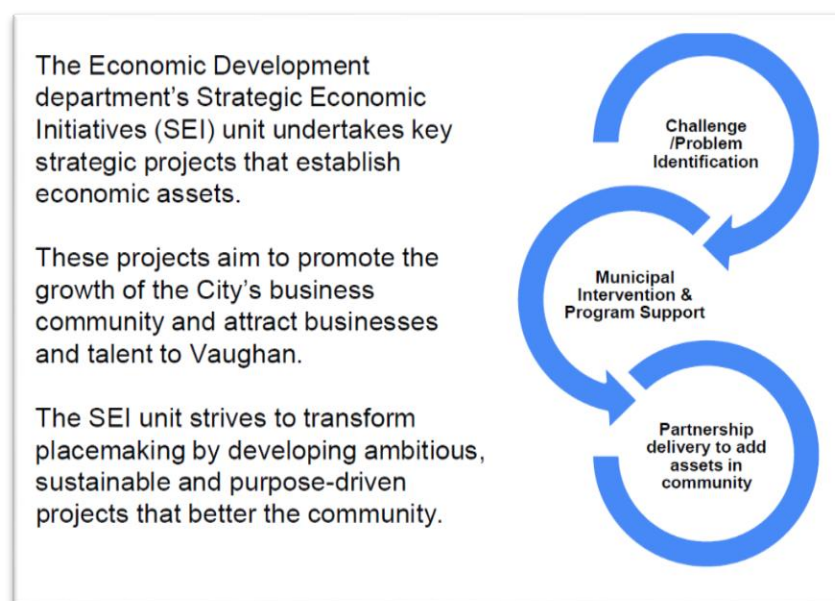 The Economic Development
department's Strategic Economic
Initiatives (SEI) unit undertakes key
strategic projects that establish
economic assets.
These projects aim to promote the
growth of the City's business
community and attract businesses
and talent to Vaughan.
The SEI unit strives to transform
placemaking by developing ambitious,
sustainable and purpose-driven
projects that better the community.
Challenge
/Problem
Identification
Municipal
Intervention &
Program Support
Partnership
delivery to add
assets in
community